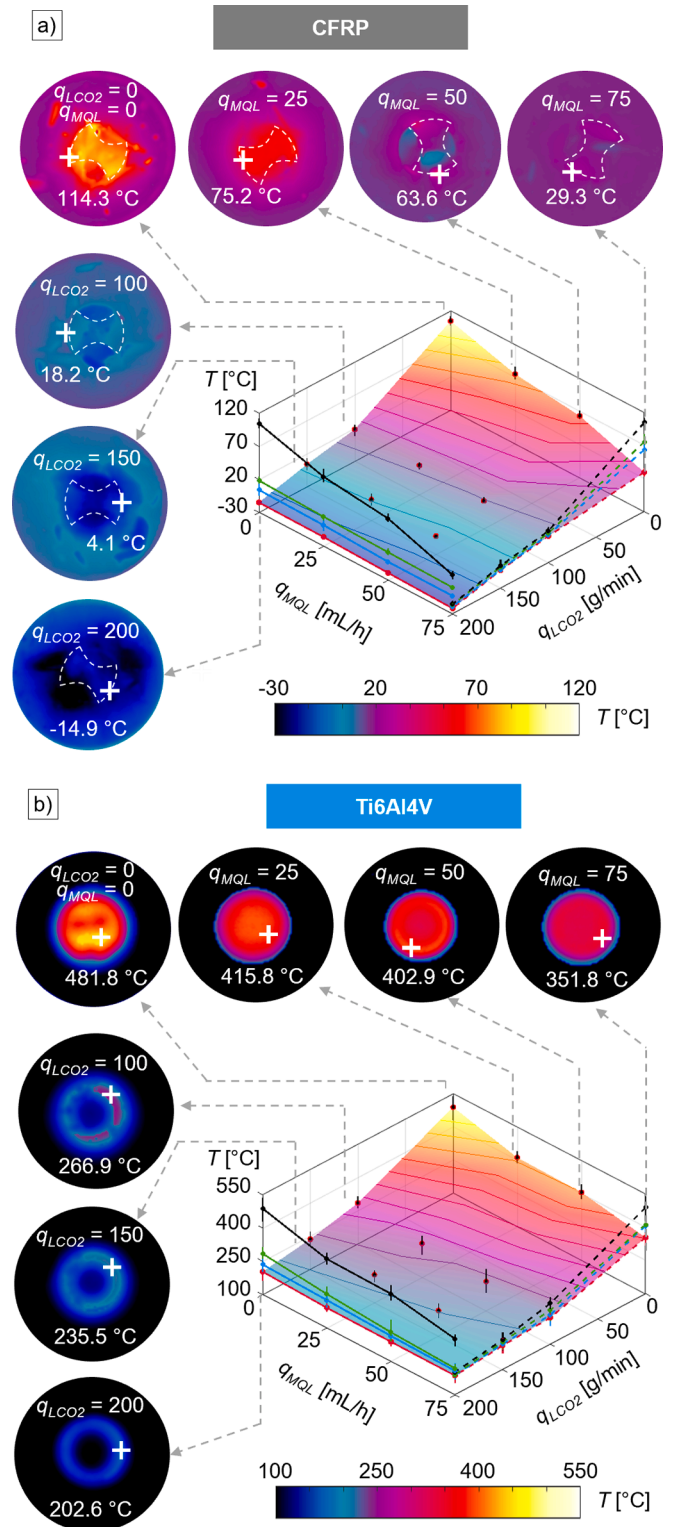 a)
CFRP
qLCO2 = 0
qMQL = 0
114.3 °C
qMQL = 25
75.2 °C
qMQL = 50
63.6 °C
qMQL = 75
29.3 °C
qLCO2 = 100
18.2 °C
qLCO2 = 150
4.1 °C
qLCO2 = 200
-14.9 °C
T [°C]
120
70
20
-30
0
25
50
75
qMQL [mL/h]
200
150
100
50
0
qLCO2 [g/min]
-30 20 70 120
T [°C]
b)
Ti6Al4V
qLCO2 = 0
qMQL = 0
481.8 °C
qMQL = 25
415.8 °C
qMQL = 50
402.9 °C
qMQL = 75
351.8 °C
qLCO2 = 100
266.9 °C
qLCO2 = 150
235.5 °C
qLCO2 = 200
202.6 °C
T [°C]
550
400
250
100
0
25
50
75
qMQL [mL/h]
200
150
100
50
0
qLCO2 [g/min]
100 250 400 550
T [°C]